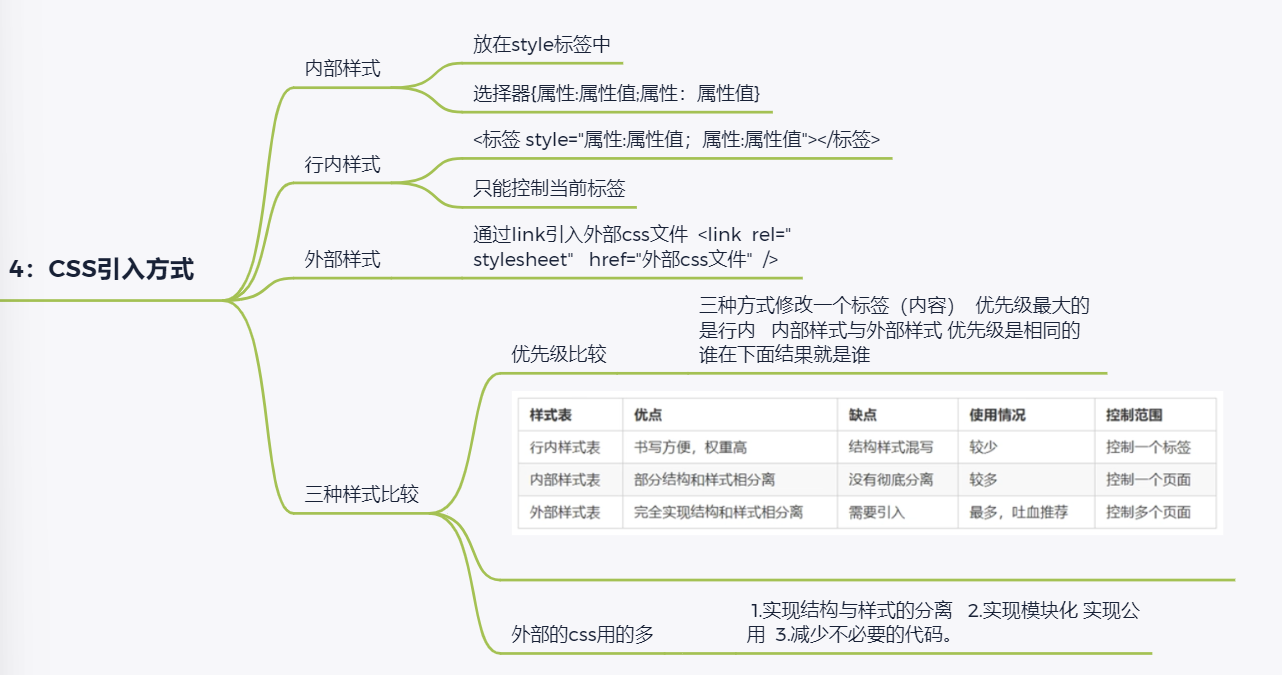 4：CSS引入方式
内部样式
放在style标签中
选择器{属性:属性值;属性：属性值}
行内样式
<标签 style="属性:属性值；属性:属性值"></标签>
只能控制当前标签
外部样式
通过link引入外部css文件 <link rel="
stylesheet" href="外部css文件" />
三种样式比较
优先级比较
三种方式修改一个标签（内容） 优先级最大的
是行内 内部样式与外部样式 优先级是相同的
谁在下面结果就是谁
样式表 优点 缺点 使用情况 控制范围
行内样式表 书写方便，权重高 结构样式混写 较少 控制一个标签
内部样式表 部分结构和样式相分离 没有彻底分离 较多 控制一个页面
外部样式表 完全实现结构和样式相分离 需要引入 最多，吐血推荐 控制多个页面
外部的css用的多
1.实现结构与样式的分离 2.实现模块化 实现公
用 3.减少不必要的代码。